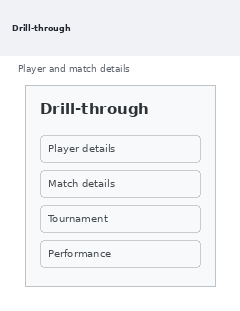 Drill-through
Player and match details
Drill-through
Player details
Match details
Tournament
Performance